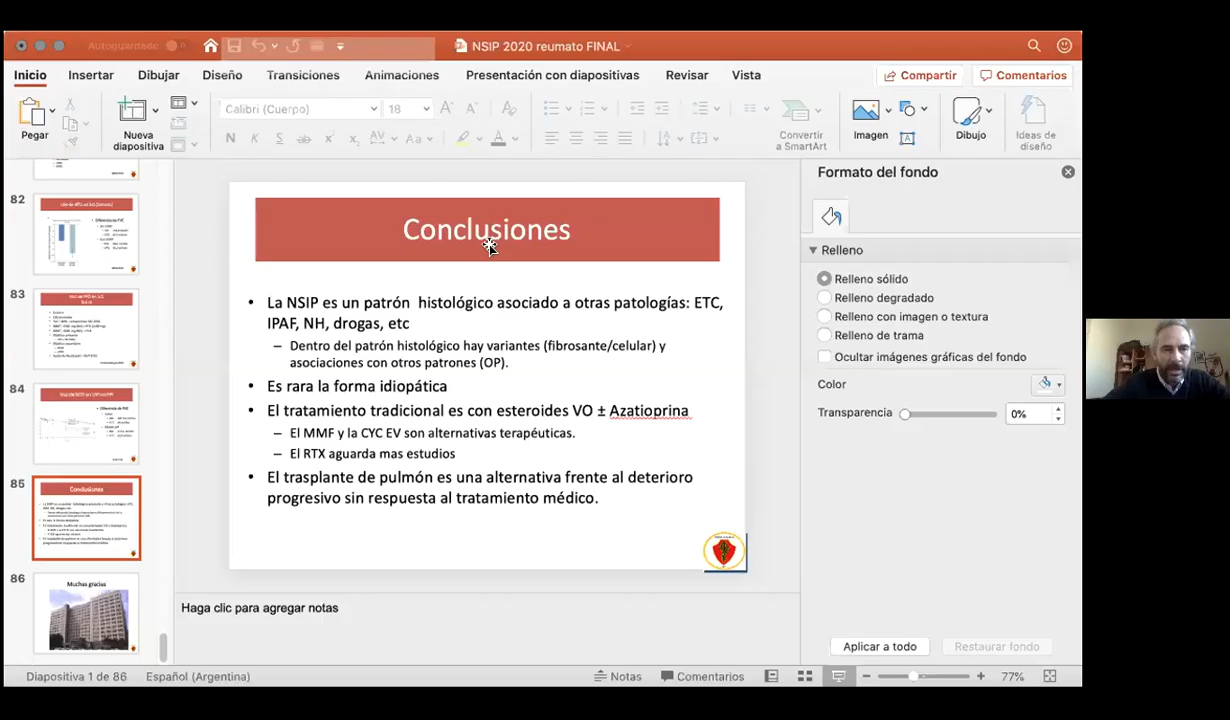 Autoguardado
NSIP 2020 reumato FINAL
Inicio
Insertar
Dibujar
Diseño
Transiciones
Animaciones
Presentación con diapositivas
Revisar
Vista
Compartir
Comentarios
Pegar
Nueva
diapositiva
Calibri (Cuerpo)
18
Convertir
a SmartArt
Imagen
Dibujo
Ideas de
diseño
82
83
84
85
Conclusiones
86
Muchas gracias
Conclusiones
• La NSIP es un patrón histológico asociado a otras patologías: ETC,
IPAF, NH, drogas, etc
– Dentro del patrón histológico hay variantes (fibrosante/celular) y
asociaciones con otros patrones (OP).
• Es rara la forma idiopática
• El tratamiento tradicional es con esteroides VO ± Azatioprina
– El MMF y la CYC EV son alternativas terapéuticas.
– El RTX aguarda mas estudios
• El trasplante de pulmón es una alternativa frente al deterioro
progresivo sin respuesta al tratamiento médico.
Haga clic para agregar notas
Formato del fondo
Relleno
Relleno sólido
Relleno degradado
Relleno con imagen o textura
Relleno de trama
Ocultar imágenes gráficas del fondo
Color
Transparencia
0%
Aplicar a todo
Restaurar fondo
Diapositiva 1 de 86
Español (Argentina)
Notas
Comentarios
77%